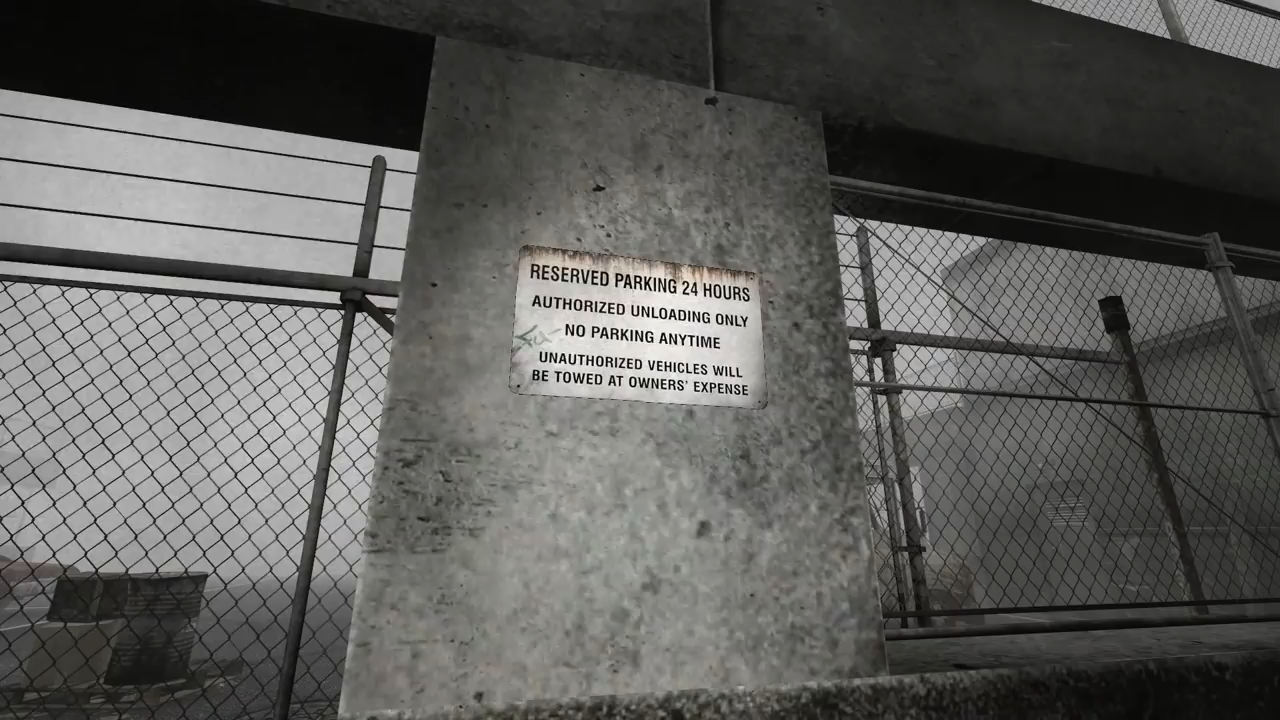 RESERVED PARKING 24 HOURS
AUTHORIZED UNLOADING ONLY
NO PARKING ANYTIME
UNAUTHORIZED VEHICLES WILL
BE TOWED AT OWNERS' EXPENSE